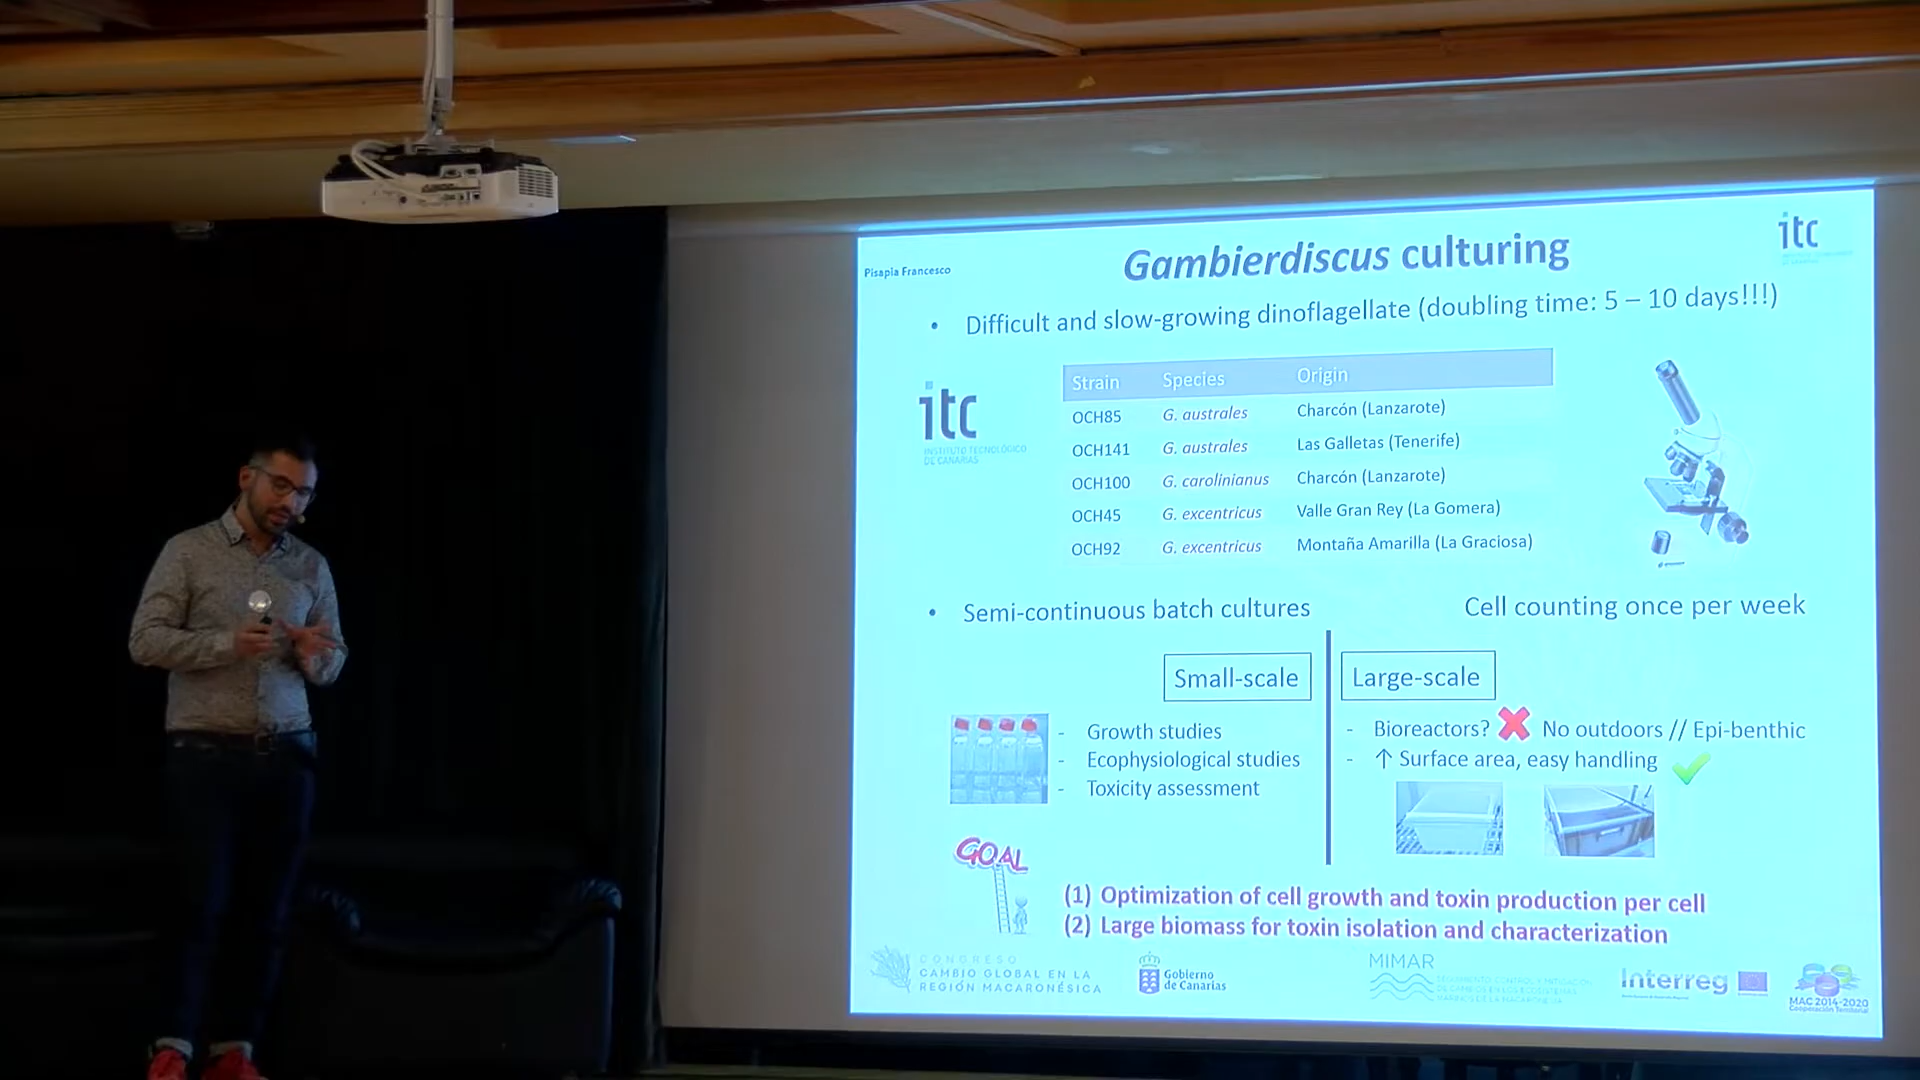 Pisapia Francesco
Gambierdiscus culturing
itc
• Difficult and slow-growing dinoflagellate (doubling time: 5 – 10 days!!!)
itc
INSTITUTO TECNOLÓGICO
DE CANARIAS
Strain Species Origin
OCH85 G. australes Charcón (Lanzarote)
OCH141 G. australes Las Galletas (Tenerife)
OCH100 G. carolinianus Charcón (Lanzarote)
OCH45 G. excentricus Valle Gran Rey (La Gomera)
OCH92 G. excentricus Montaña Amarilla (La Graciosa)
• Semi-continuous batch cultures
Cell counting once per week
Small-scale
- Growth studies
- Ecophysiological studies
- Toxicity assessment
Large-scale
- Bioreactors? No outdoors // Epi-benthic
- ↑ Surface area, easy handling
GOAL
(1) Optimization of cell growth and toxin production per cell
(2) Large biomass for toxin isolation and characterization
CONGRESO
CAMBIO GLOBAL EN LA
REGIÓN MACARONÉSICA
Gobierno
de Canarias
MIMAR
Interreg
MAC 2014-2020
Cooperación Territorial